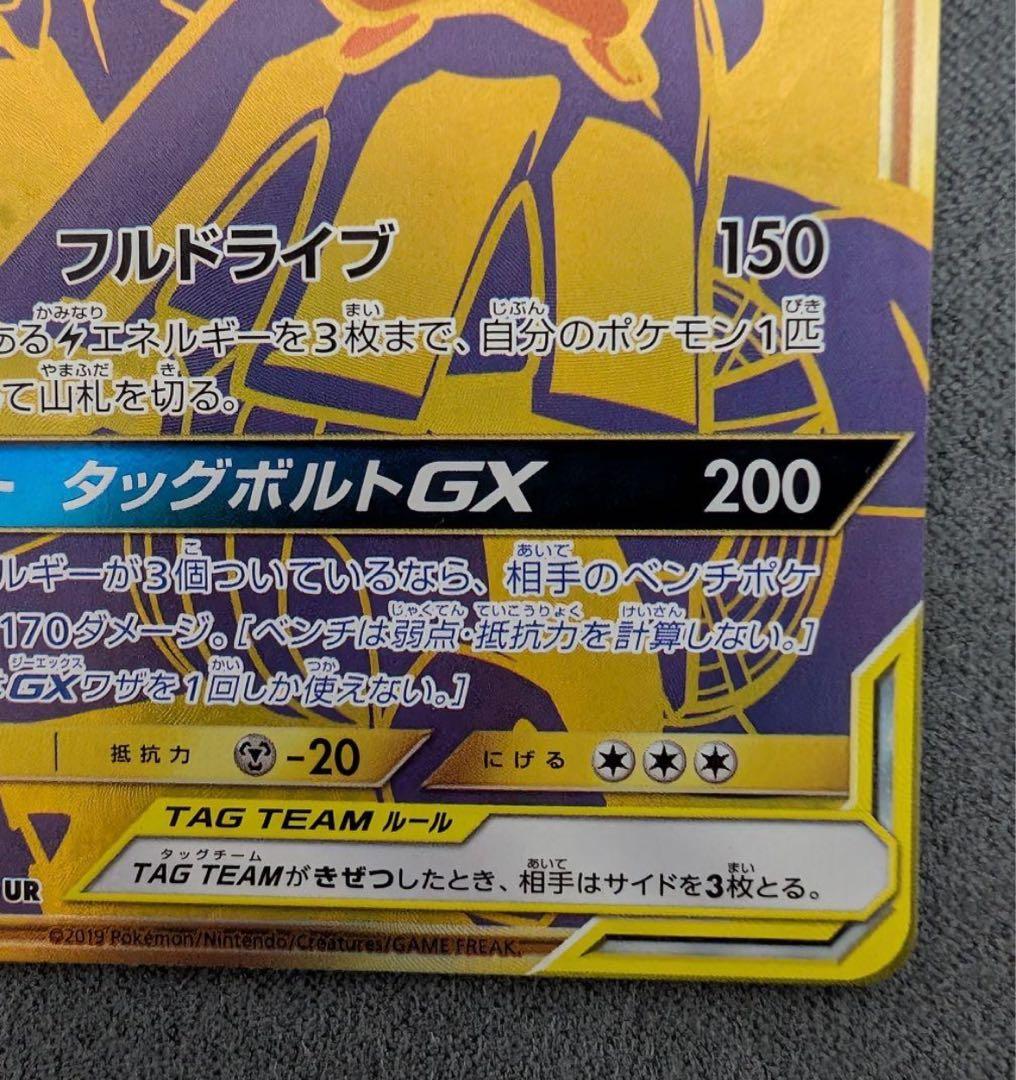 フルドライブ 150
あるエネルギーを3枚まで、自分のポケモン1匹
て山札を切る。
タッグボルトGX 200
ルギーが3個ついているなら、相手のベンチポケ
170ダメージ。[ベンチは弱点・抵抗力を計算しない。]
GXワザを1回しか使えない。]
抵抗力 -20 にげる
TAG TEAM ルール
TAG TEAMがきぜつしたとき、相手はサイドを3枚とる。
UR
©2019 Pokémon/Nintendo/Creatures/GAME FREAK.